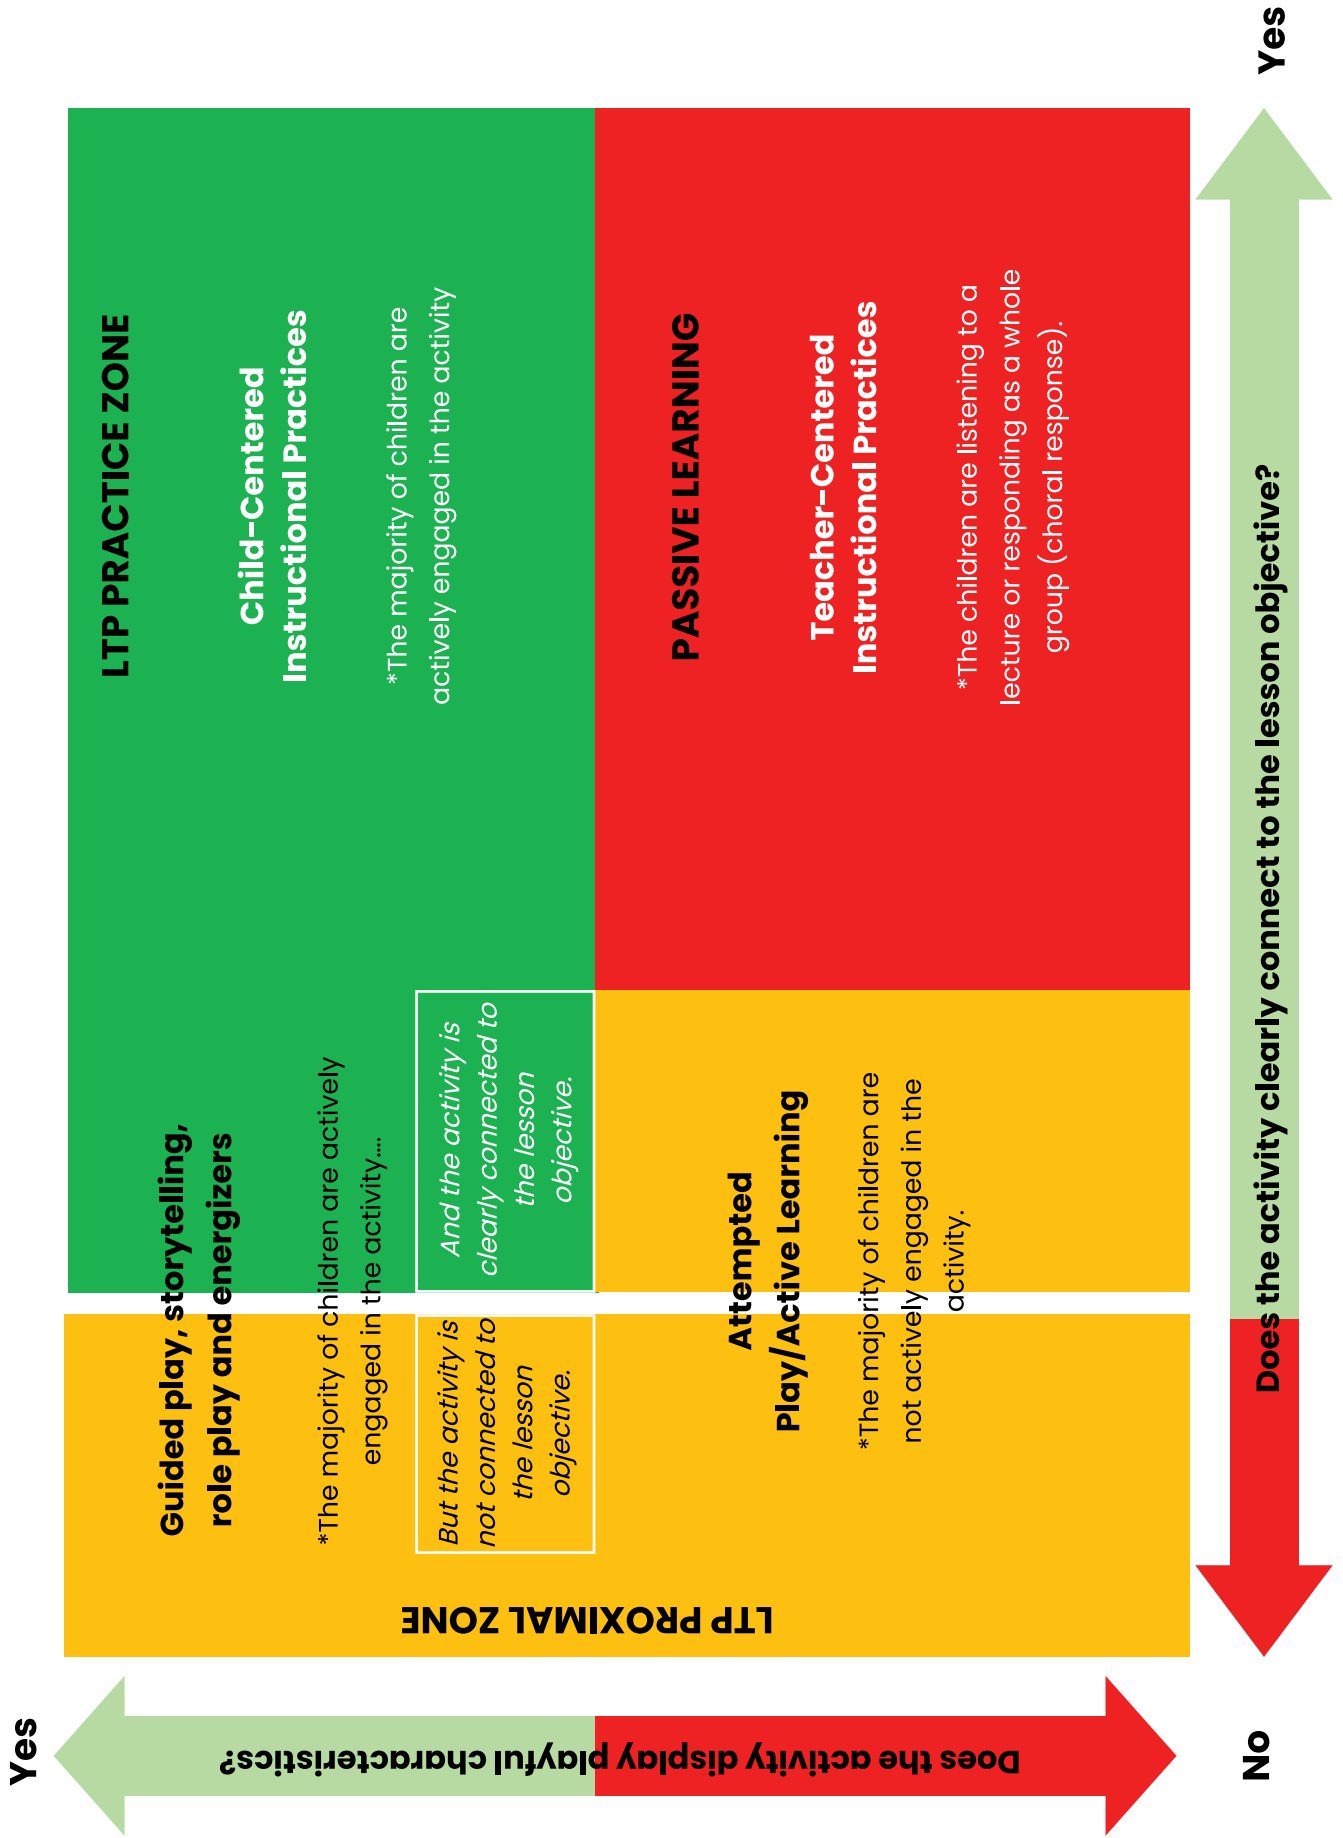 Yes
Does the activity display playful characteristics?
No
LTP PROXIMAL ZONE
Guided play, storytelling,
role play and energizers
*The majority of children are actively
engaged in the activity....
But the activity is
not connected to
the lesson
objective.
And the activity is
clearly connected to
the lesson
objective.
LTP PRACTICE ZONE
Child-Centered
Instructional Practices
*The majority of children are
actively engaged in the activity
Attempted
Play/Active Learning
*The majority of children are
not actively engaged in the
activity.
PASSIVE LEARNING
Teacher-Centered
Instructional Practices
*The children are listening to a
lecture or responding as a whole
group (choral response).
Does the activity clearly connect to the lesson objective?
Yes